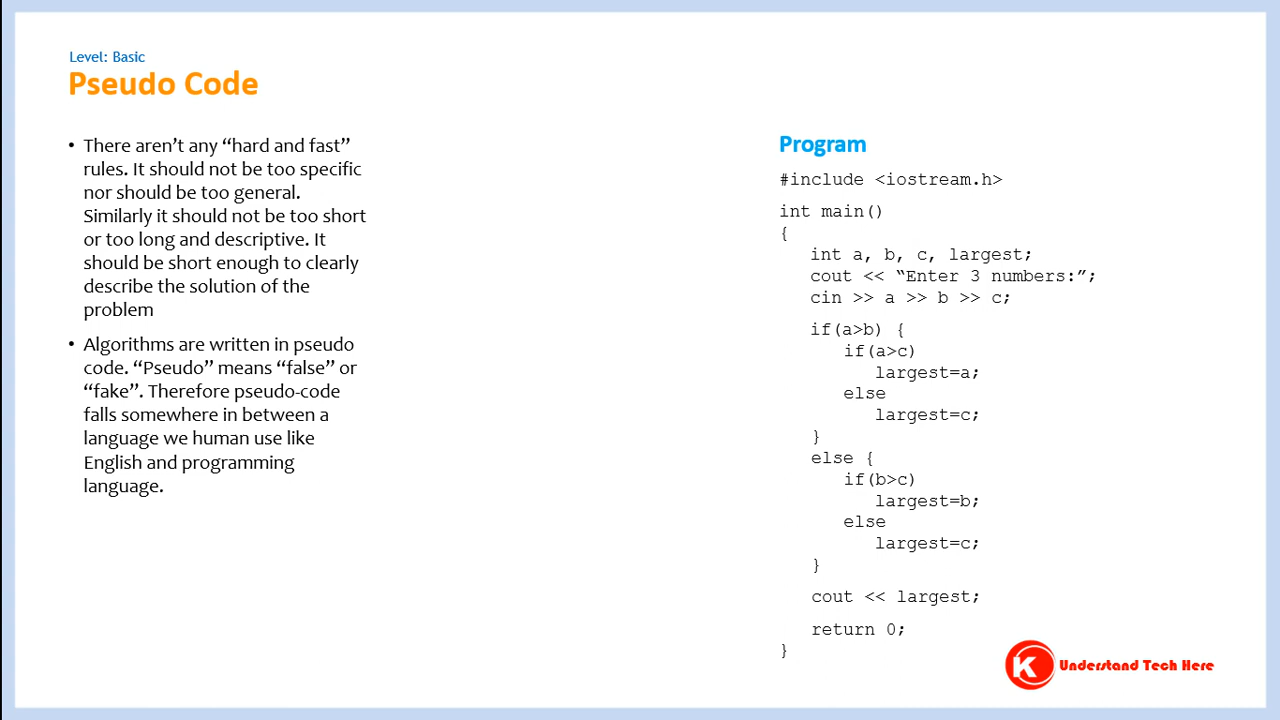 Level: Basic
Pseudo Code
• There aren’t any “hard and fast”
rules. It should not be too specific
nor should be too general.
Similarly it should not be too short
or too long and descriptive. It
should be short enough to clearly
describe the solution of the
problem
• Algorithms are written in pseudo
code. “Pseudo” means “false” or
“fake”. Therefore pseudo-code
falls somewhere in between a
language we human use like
English and programming
language.
Program
#include <iostream.h>
int main()
{
int a, b, c, largest;
cout << “Enter 3 numbers:”;
cin >> a >> b >> c;
if(a>b) {
if(a>c)
largest=a;
else
largest=c;
}
else {
if(b>c)
largest=b;
else
largest=c;
}
cout << largest;
return 0;
}
K Understand Tech Here